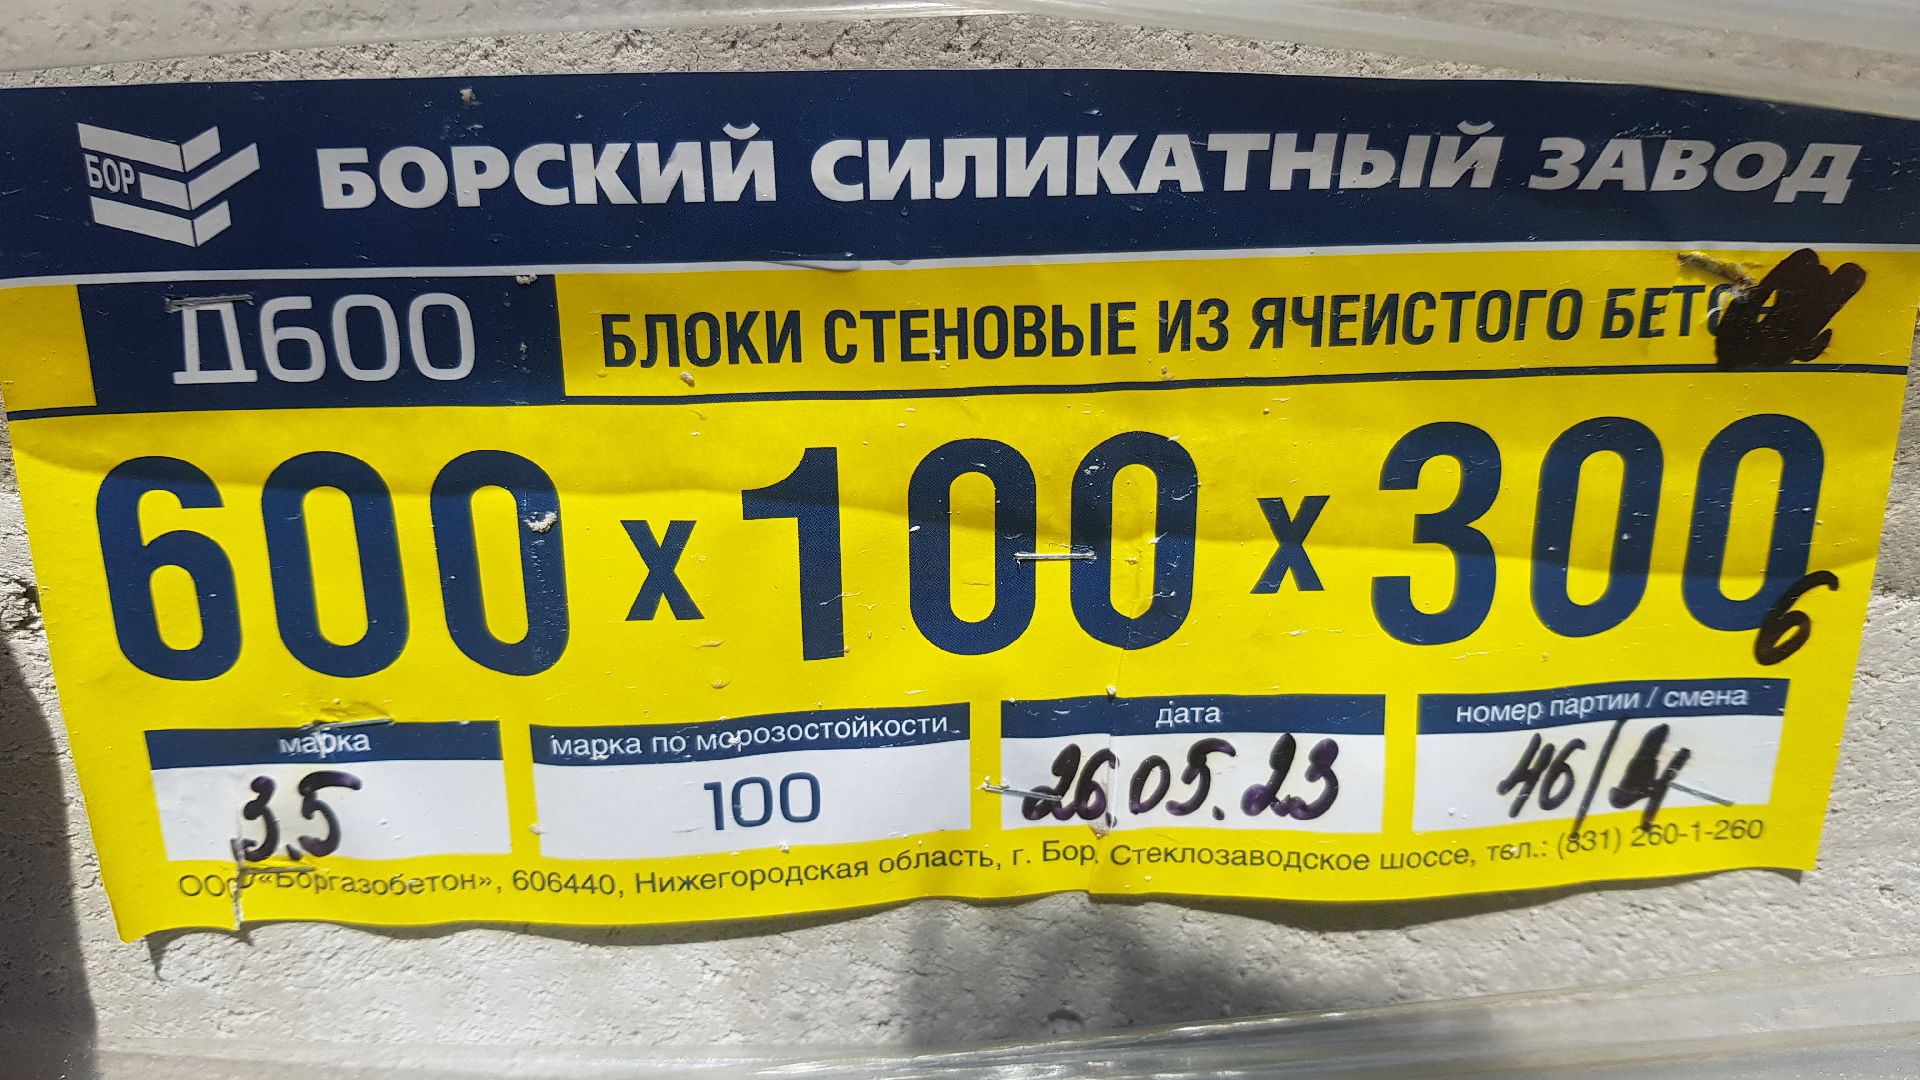 БОР
БОРСКИЙ СИЛИКАТНЫЙ ЗАВОД
Д600
БЛОКИ СТЕНОВЫЕ ИЗ ЯЧЕИСТОГО
600 х 100 х 300
6
марка
3.5
марка по морозостойкости
100
дата
26.05.23
номер партии / смена
46/4
ООО «Боргазобетон», 606440, Нижегородская область, г. Бор, Стеклозаводское шоссе, тел.: (831) 260-1-260